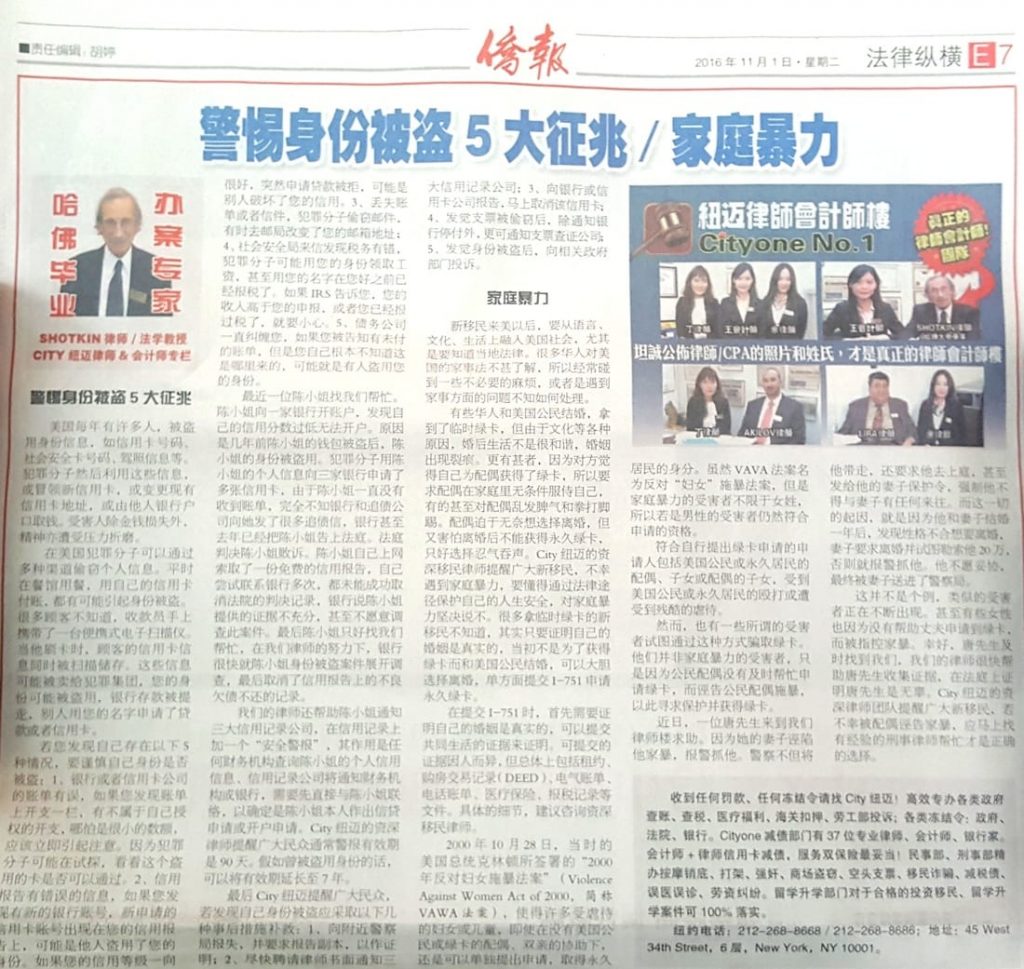 ■责任编辑：胡婷
僑報
2016年11月1日·星期二
法律纵横 E7
警惕身份被盗5大征兆 / 家庭暴力
哈佛毕业
办案专家
SHOTKIN 律师 / 法学教授
CITY 纽迈律师 & 会计师专栏
警惕身份被盗5大征兆
美国每年有许多人，被盗
用身份信息，如信用卡号码、
社会安全卡号码、驾照信息等。
犯罪分子然后利用这些信息，
或冒领新信用卡，或变更现有
信用卡地址，或由他人银行户
口取钱。受害人除金钱损失外，
精神亦遭受压力折磨。
在美国犯罪分子可以通过
多种渠道偷窃个人信息。平时
在餐馆用餐，用自己的信用卡
付账，都有可能引起身份被盗。
很多顾客不知道，收款员手上
携带了一台便携式电子扫描仪。
当他刷卡时，顾客的信用卡信
息同时被扫描储存。这些信息
可能被卖给犯罪集团，您的身
份可能被盗用，银行存款被提
走，别人用您的名字申请了贷
款或者信用卡。
若您发现自己存在以下5
种情况，要谨慎自己身份是否
被盗：1、银行或者信用卡公司
的账单有误，如果您发现账单
上开支一栏，有不属于自己授
权的开支，哪怕是很小的数额，
应该立即引起注意。因为犯罪
分子可能在试探，看看这个盗
用的卡是否可以通过。2、信用
报告有错误的信息，如果您发
现有新的银行账号，新申请的
信用卡账号出现在您的信用报
告上，可能是他人盗用了您的
身份。如果您的信用等级一向
很好，突然申请贷款被拒，可能是
别人破坏了您的信用。3、丢失账
单或者信件，犯罪分子偷窃邮件，
有时去邮局改变了您的邮箱地址；
4、社会安全局来信发现税务有错，
犯罪分子可能用您的身份领取工
资，甚至用您的名字在您好之前已
经报税了。如果IRS告诉您，您的
收入高于您的申报，或者您已经报
过税了，就要小心。5、债务公司
一直纠缠您，如果您被告知有未付
的账单，但是您自己根本不知道这
是哪里来的，可能就是有人盗用您
的身份。
最近一位陈小姐找我们帮忙。
陈小姐向一家银行开账户，发现自
己的信用分数过低无法开户。原因
是几年前陈小姐的钱包被盗后，陈
小姐的身份被盗用。犯罪分子用陈
小姐的个人信息向三家银行申请了
多张信用卡，由于陈小姐一直没有
收到账单，完全不知银行和追债公
司向她发了很多追债信，银行甚至
去年已经把陈小姐告上法庭。法庭
判决陈小姐败诉。陈小姐自己上网
索取了一份免费的信用报告，自己
尝试联系银行多次，都未能成功取
消法院的判决记录，银行说陈小姐
提供的证据不充分，甚至不愿意调
查此案件。最后陈小姐只好找我们
帮忙，在我们律师的努力下，银行
很快就陈小姐身份被盗案件展开调
查，最后取消了信用报告上的不良
欠债不还的记录。
我们的律师还帮助陈小姐通知
三大信用记录公司，在信用记录上
加一个“安全警报”，其作用是任
何财务机构查询陈小姐的个人信用
信息，信用记录公司将通知财务机
构或银行，需要先直接与陈小姐联
络，以确定是陈小姐本人作出信贷
申请或开户申请。City纽迈的资深
律师提醒广大民众通常警报有效期
是90天。假如曾被盗用身份的话，
可以将有效期延长至7年。
最后City纽迈提醒广大民众，
若发现自己身份被盗应采取以下几
种事后措施补救：1、向附近警察
局报失，并要求报告副本，以作证
明；2、尽快聘请律师书面通知三
大信用记录公司；3、向银行或信
用卡公司报告，马上取消该信用卡；
4、发觉支票被偷窃后，除通知银
行停付外，更可通知支票查证公司；
5、发觉身份被盗后，向相关政府
部门投诉。
家庭暴力
新移民来美以后，要从语言、
文化、生活上融入美国社会，尤其
是要知道当地法律。很多华人对美
国的家事法不甚了解，所以经常碰
到一些不必要的麻烦，或者是遇到
家事方面的问题不知如何处理。
有些华人和美国公民结婚，拿
到了临时绿卡，但由于文化等各种
原因，婚后生活不是很和谐，婚姻
出现裂痕。更有甚者，因为对方觉
得自己为配偶获得了绿卡，所以要
求配偶在家庭里无条件服侍自己，
有的甚至对配偶乱发脾气和拳打脚
踢。配偶迫于无奈想选择离婚，但
又害怕离婚后不能获得永久绿卡，
只好选择忍气吞声。City纽迈的资
深移民律师提醒广大新移民，不幸
遇到家庭暴力，要懂得通过法律途
径保护自己的人生安全，对家庭暴
力坚决说不。很多拿临时绿卡的新
移民不知道，其实只要证明自己的
婚姻是真实的，当初不是为了获得
绿卡而和美国公民结婚，可以大胆
选择离婚，单方面提交I-751申请
永久绿卡。
在提交I-751时，首先需要证
明自己的婚姻是真实的，可以提交
共同生活的证据来证明。可提交的
证据因人而异，但总体上包括租约、
购房交易记录(DEED)、电气账单、
电话账单、医疗保险、报税记录等
文件。具体的细节，建议咨询资深
移民律师。
2000年10月28日，当时的
美国总统克林顿所签署的“2000
年反对妇女施暴法案”(Violence
Against Women Act of 2000，简称
VAWA法案)，使得许多受虐待
的妇女或儿童，即使在没有美国公
民或绿卡的配偶、双亲的协助下，
还是可以单独提出申请，取得永久
紐迈律師會計師樓
Cityone No.1
真正的
律師會計師!
團隊
丁律師
王會計師
王會計師
SHOTKIN律師
坦誠公佈律師/CPA的照片和姓氏，才是真正的律師會計師樓
丁律師
AKILOV律師
LIRA律師
居民的身分。虽然VAVA法案名
为反对“妇女”施暴法案，但是
家庭暴力的受害者不限于女姓，
所以若是男性的受害者仍然符合
申请的资格。
符合自行提出绿卡申请的申
请人包括美国公民或永久居民的
配偶、子女或配偶的子女，受到
美国公民或永久居民的殴打或遭
受到残酷的虐待。
然而，也有一些所谓的受害
者试图通过这种方式骗取绿卡。
他们并非家庭暴力的受害者，只
是因为公民配偶没有及时帮忙申
请绿卡，而诬告公民配偶施暴，
以此寻求保护并获得绿卡。
近日，一位唐先生来到我们
律师楼求助。因为她的妻子诬陷
他家暴，报警抓他。警察不但将
他带走，还要求他去上庭，甚至
发给他的妻子保护令，强制他不
得与妻子有任何来往。而这一切
的起因，就是因为他和妻子结婚
一年后，发现性格不合想要离婚，
妻子要求离婚并试图勒索他20万，
否则就报警抓他。他不愿妥协，
最终被妻子送进了警察局。
这并不是个例，类似的受害
者正在不断出现。甚至有些女性
也因为没有帮助丈夫申请到绿卡，
而被指控家暴。幸好，唐先生及
时找到我们，我们的律师很快帮
助唐先生收集证据，在法庭上证
明唐先生是无辜。City纽迈的资
深律师团队提醒广大新移民，若
不幸被配偶诬告家暴，应马上找
有经验的刑事律师帮忙才是正确
的选择。
收到任何罚款、任何冻结令请找City纽迈！高效专办各类政府
查账、查税、医疗福利、海关扣押、劳工部投诉；各类冻结令：政府、
法院、银行。Cityone减债部门有37位专业律师、会计师、银行家。
会计师+律师信用卡减债，服务双保险最妥当！民事部、刑事部精
办按摩销底、打架、强奸、商场盗窃、空头支票、移民诈骗、减税债、
误医误诊、劳资纠纷。留学升学部门对于合格的投资移民、留学升
学案件可100%落实。
纽约电话：212-268-8668 / 212-268-8686；地址：45 West
34th Street，6层，New York，NY 10001。